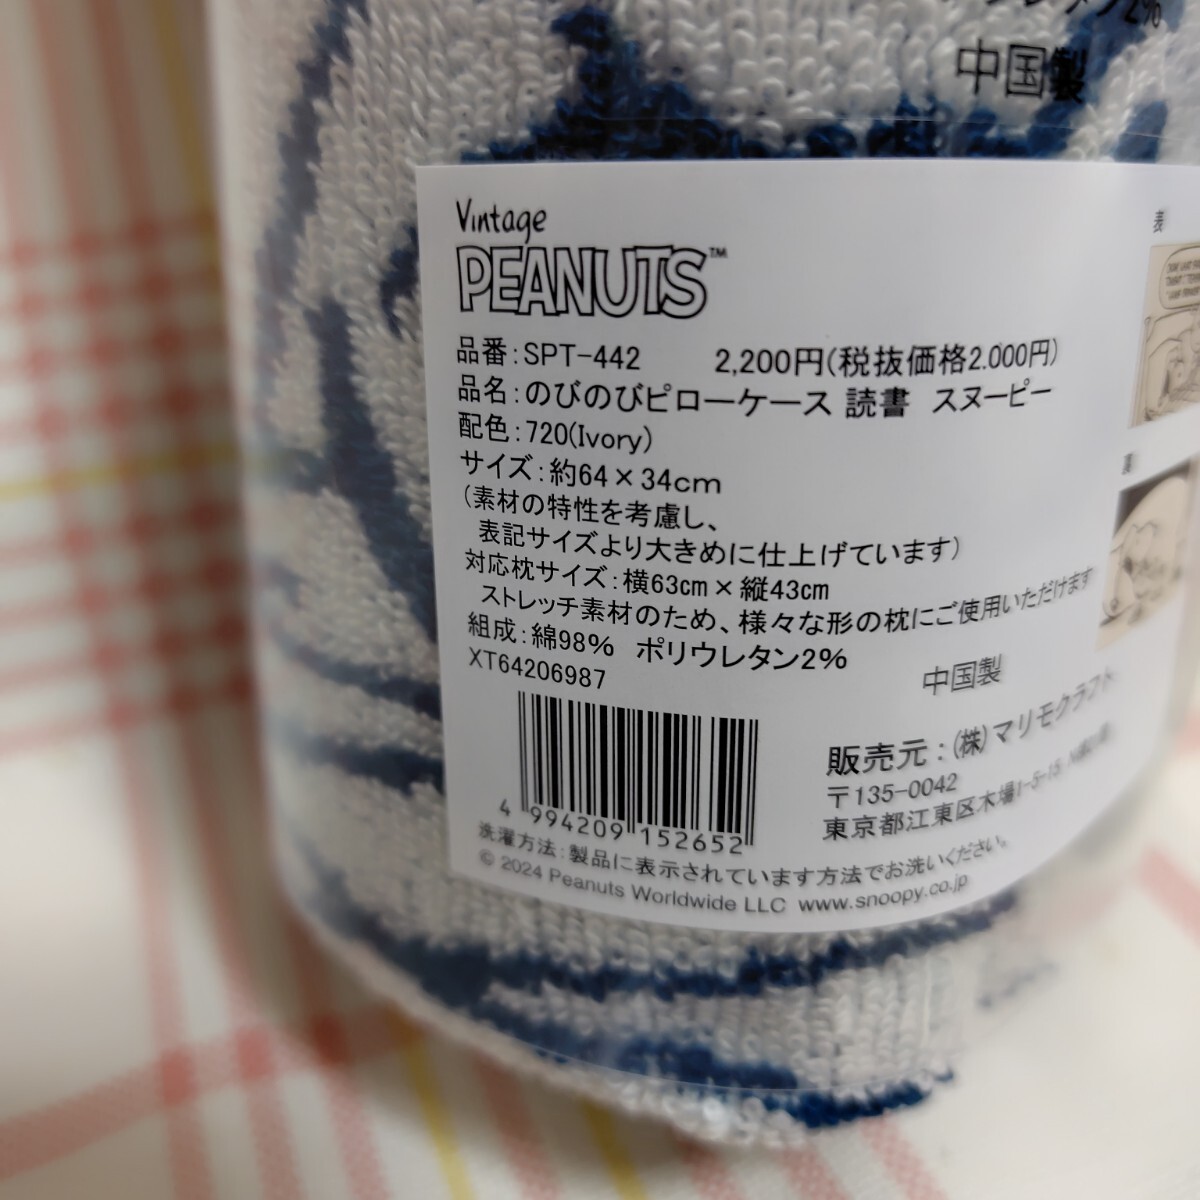 中国製
Vintage
PEANUTS™
品番:SPT-442 2,200円(税抜価格2.000円)
品名:のびのびピローケース 読書 スヌーピー
配色:720(Ivory)
サイズ:約64×34cm
(素材の特性を考慮し、
表記サイズより大きめに仕上げています)
対応枕サイズ:横63cm×縦43cm
ストレッチ素材のため、様々な形の枕にご使用いただけます
組成:綿98% ポリウレタン2%
XT64206987
中国製
販売元:(株)マリモクラフト
〒135-0042
東京都江東区木場1-5-15
4 994209 152652
洗濯方法:製品に表示されています方法でお洗いください。
© 2024 Peanuts Worldwide LLC www.snoopy.co.jp
表
裏